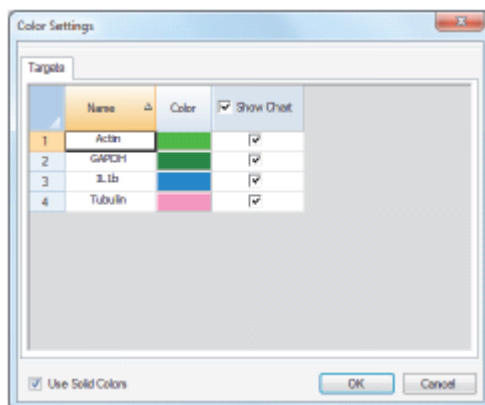 Color Settings
Targets
Name Color Show Chart
1 Actin
2 GAPDH
3 IL1b
4 Tubulin
Use Solid Colors OK Cancel